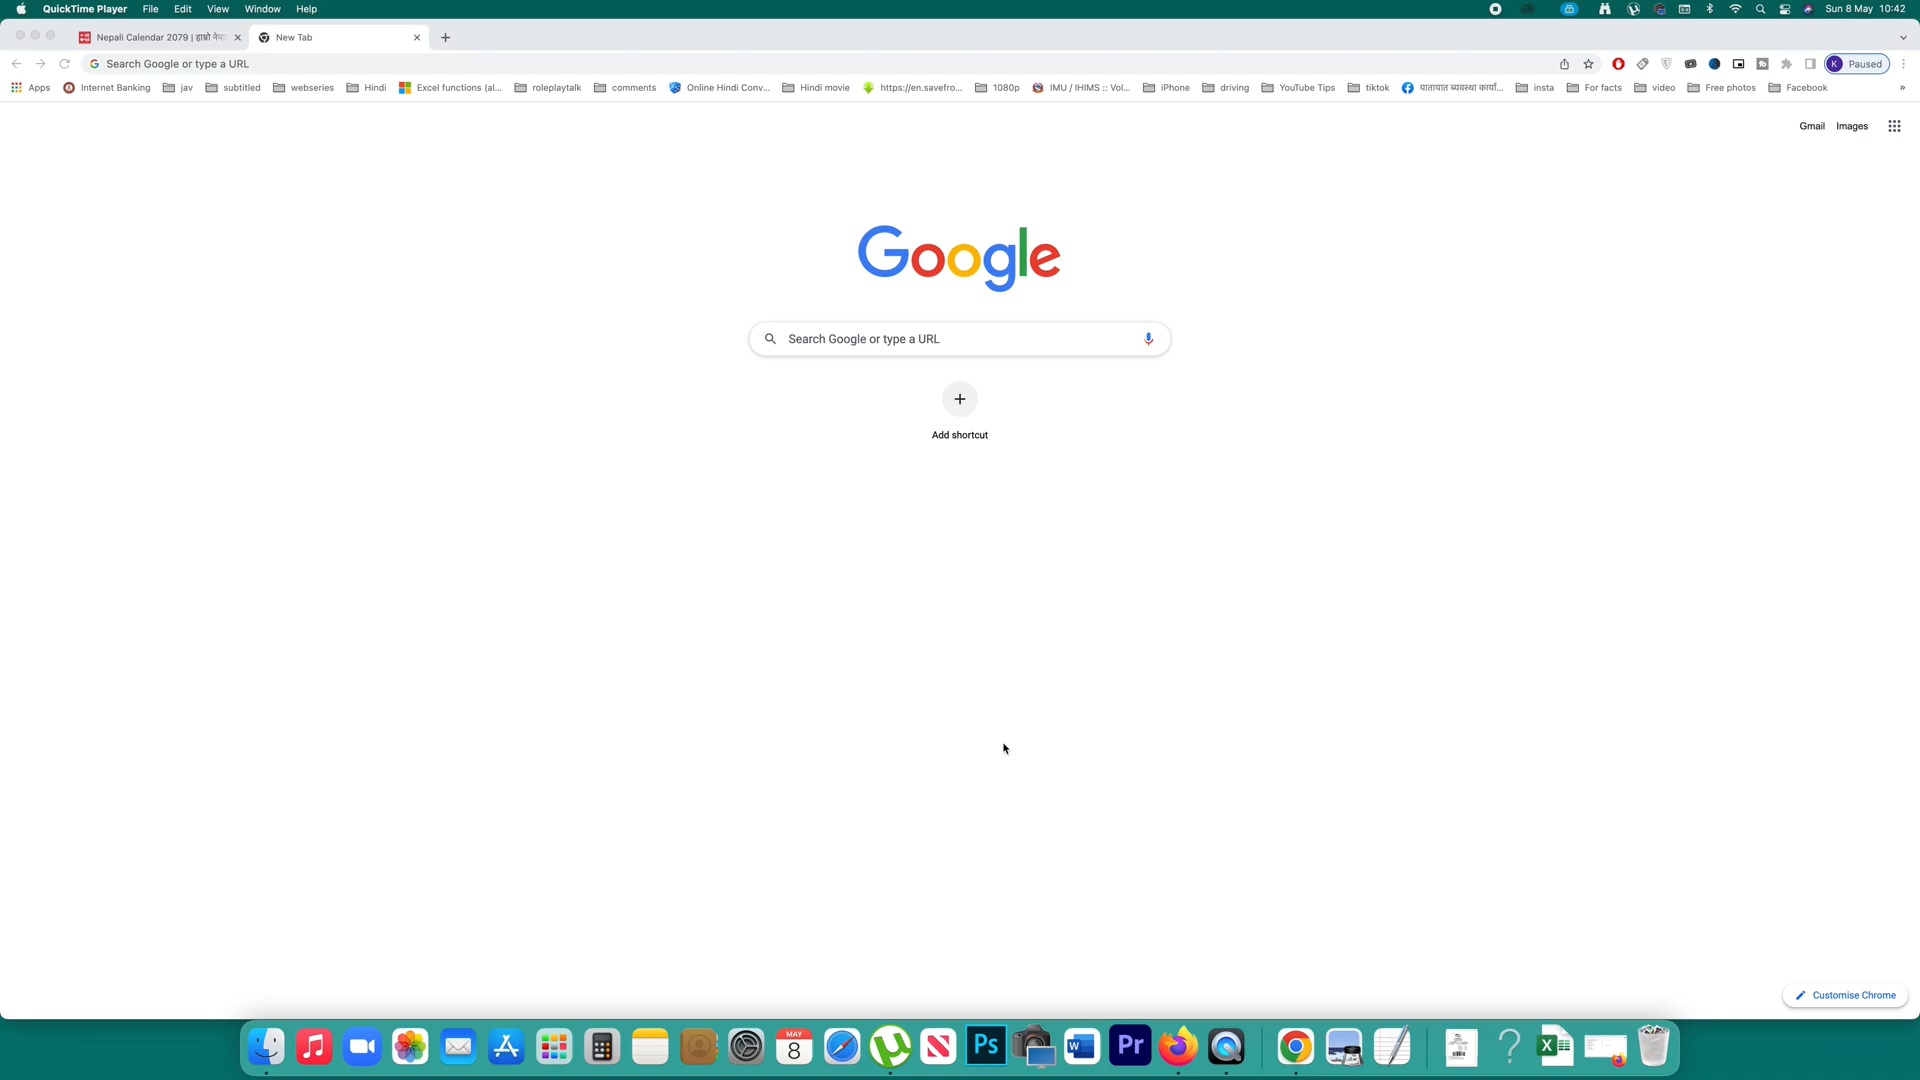 QuickTime Player File Edit View Window Help Sun 8 May 10:42
Nepali Calendar 2079 | हाम्रो नेपा New Tab
Search Google or type a URL Paused
Apps Internet Banking jav subtitled webseries Hindi Excel functions (al... roleplaytalk comments Online Hindi Conv... Hindi movie https://en.savefro... 1080p IMU / IHIMS :: Vol... iPhone driving YouTube Tips tiktok यातायात ब्यवस्था कार्या... insta For facts video Free photos Facebook
Gmail Images
Google
Search Google or type a URL
Add shortcut
Customise Chrome
MAY
8
Ps
Pr